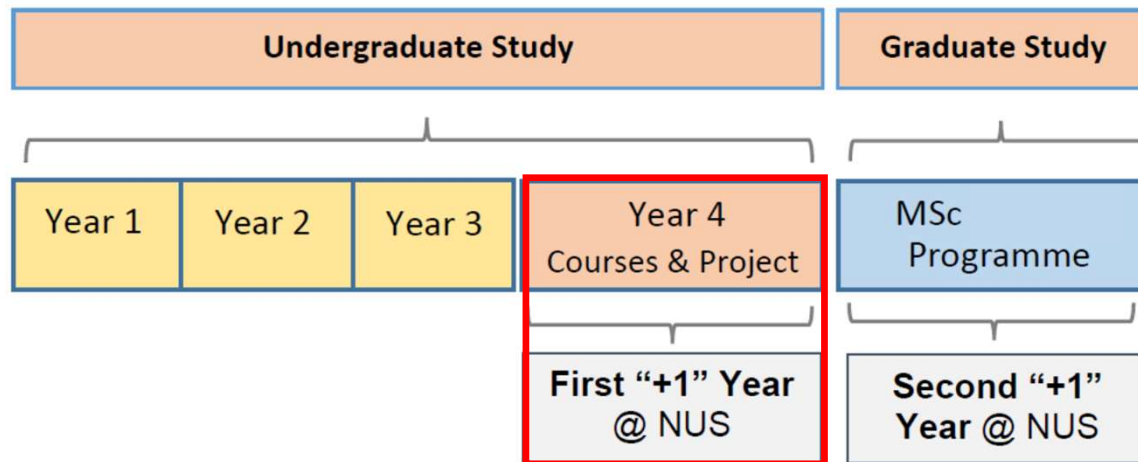 Undergraduate Study
Graduate Study
Year 1
Year 2
Year 3
Year 4
Courses & Project
MSc
Programme
First “+1” Year
@ NUS
Second “+1”
Year @ NUS